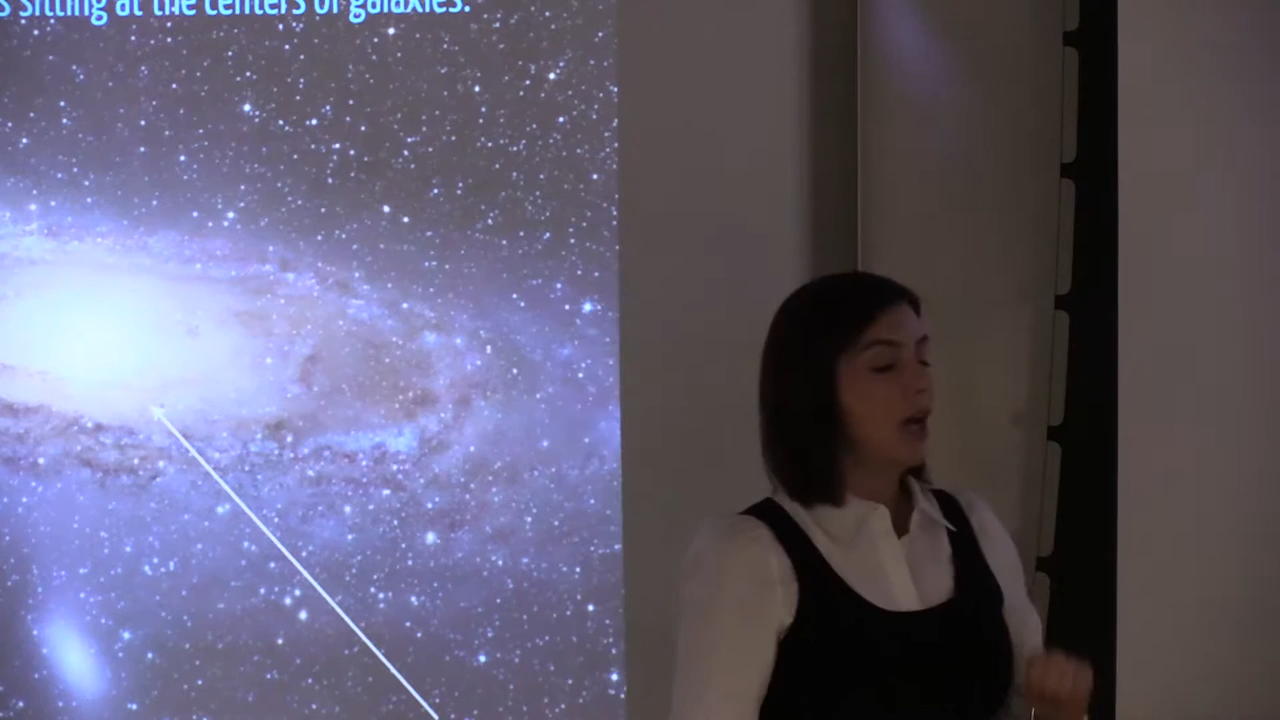 s sitting at the centers of galaxies.